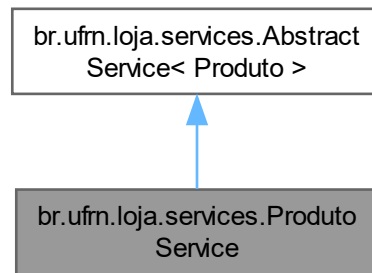 br.ufrn.loja.services.Abstract
Service< Produto >
br.ufrn.loja.services.Produto
Service